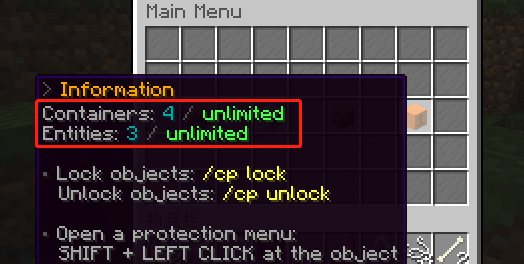 Main Menu
> Information
Containers: 4 / unlimited
Entities: 3 / unlimited
• Lock objects: /cp lock
Unlock objects: /cp unlock
• Open a protection menu:
SHIFT + LEFT CLICK at the object
2